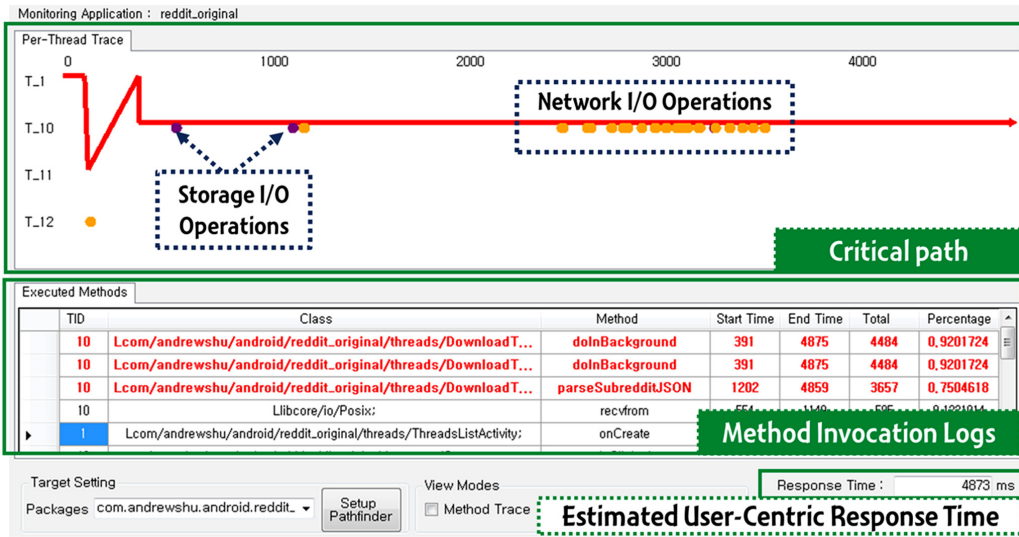 Monitoring Application : reddit_original
Per-Thread Trace
0 1000 2000 3000 4000
T_1
Network I/O Operations
T_10
T_11
Storage I/O
Operations
T_12
Critical path
Executed Methods
TID Class Method Start Time End Time Total Percentage
10 Lcom/andrewshu/android/reddit_original/threads/DownloadT... doInBackground 391 4875 4484 0,9201724
10 Lcom/andrewshu/android/reddit_original/threads/DownloadT... doInBackground 391 4875 4484 0,9201724
10 Lcom/andrewshu/android/reddit_original/threads/DownloadT... parseSubredditJSON 1202 4859 3657 0,7504618
10 Llibcore/io/Posix; recvfrom
1 Lcom/andrewshu/android/reddit_original/threads/ThreadsListActivity; onCreate
Method Invocation Logs
Target Setting
Packages com.andrewshu.android.reddit_
Setup
Pathfinder
View Modes
Method Trace
Response Time : 4873 ms
Estimated User-Centric Response Time